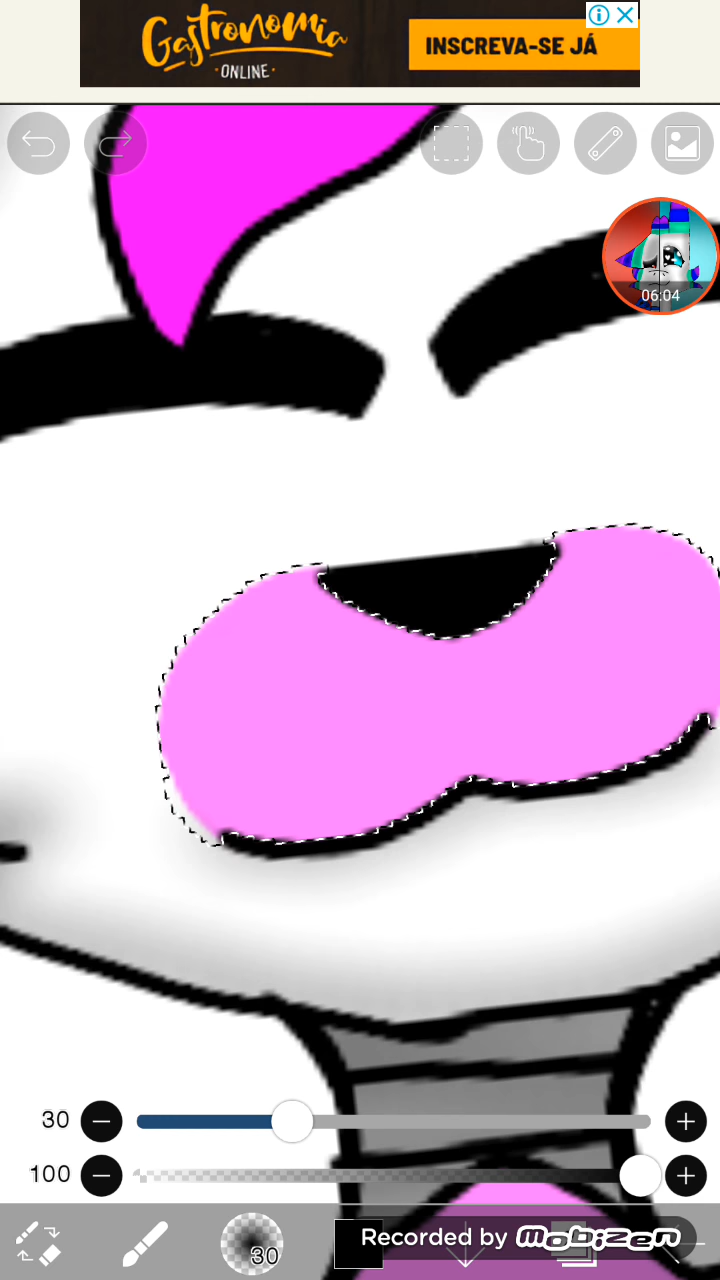 Gastronomia
ONLINE
INSCREVA-SE JÁ
06:04
30
100
30
Recorded by Mobizen